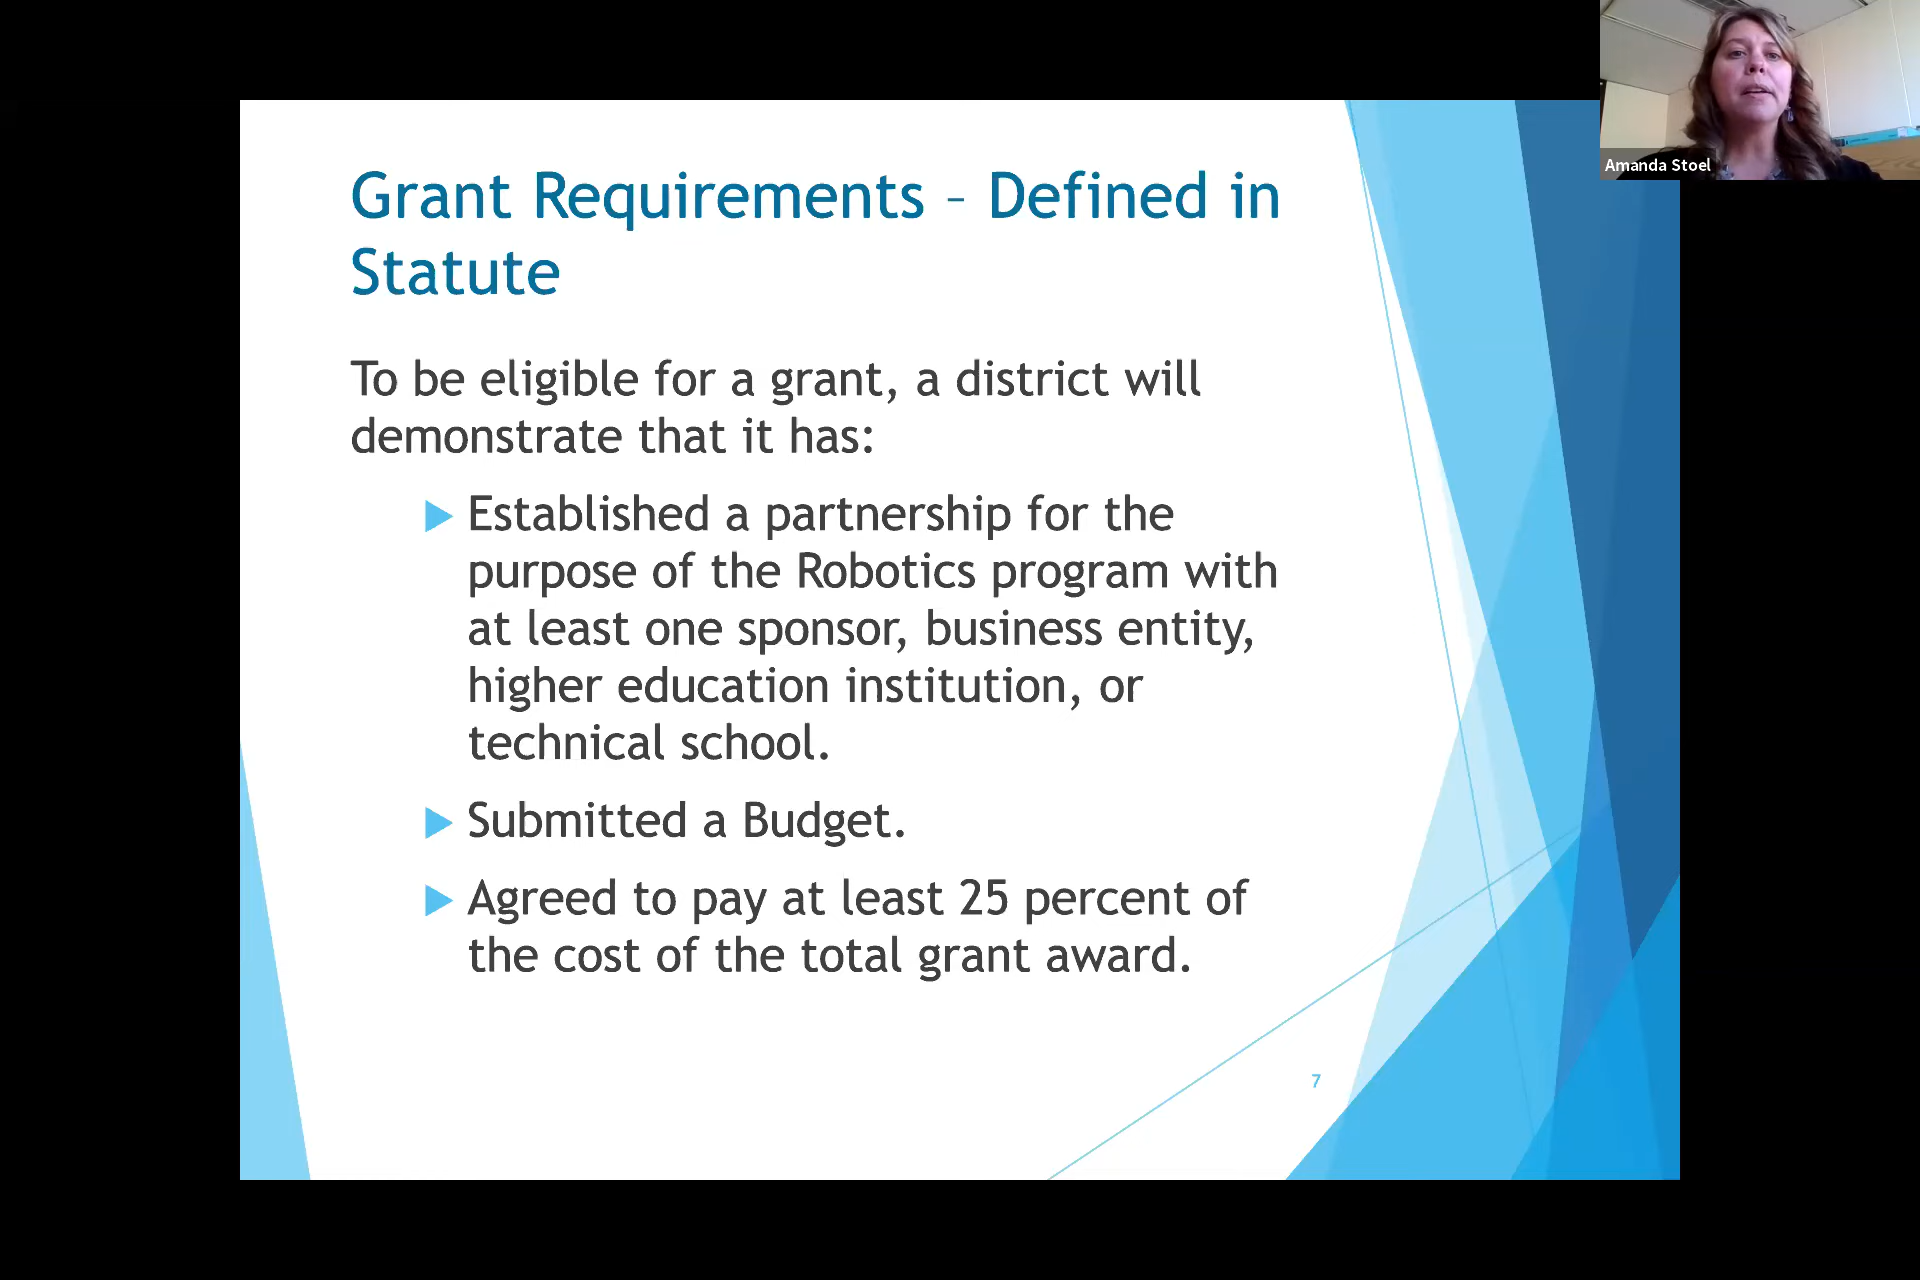 Amanda Stoel
Grant Requirements – Defined in
Statute
To be eligible for a grant, a district will
demonstrate that it has:
Established a partnership for the
purpose of the Robotics program with
at least one sponsor, business entity,
higher education institution, or
technical school.
Submitted a Budget.
Agreed to pay at least 25 percent of
the cost of the total grant award.
7